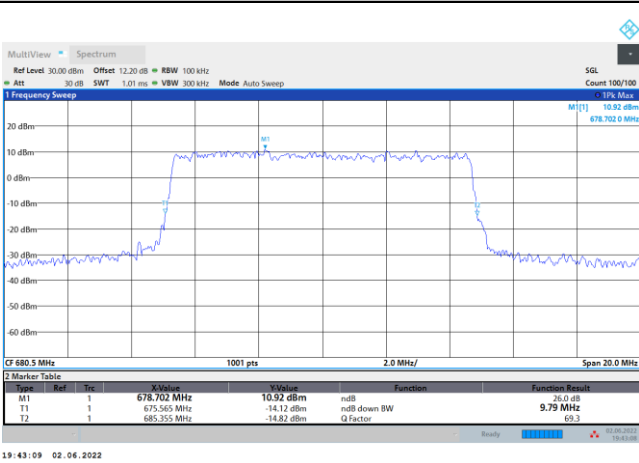 MultiView Spectrum
Ref Level 30.00 dBm Offset 12.20 dB RBW 100 kHz SGL
Att 30 dB SWT 1.01 ms VBW 300 kHz Mode Auto Sweep Count 100/100
1 Frequency Sweep 1Pk Max
M1[1] 10.92 dBm
678.702 0 MHz
20 dBm
M1
10 dBm
0 dBm
T1
-10 dBm
-20 dBm
-30 dBm
-40 dBm
-50 dBm
-60 dBm
CF 680.5 MHz 1001 pts 2.0 MHz/ Span 20.0 MHz
2 Marker Table
Type Ref Trc X-Value Y-Value Function Function Result
M1 1 678.702 MHz 10.92 dBm ndB 26.0 dB
T1 1 675.565 MHz -14.12 dBm ndB down BW 9.79 MHz
T2 1 685.355 MHz -14.82 dBm Q Factor 69.3
Ready 02.06.2022
19:43:08
19:43:09 02.06.2022